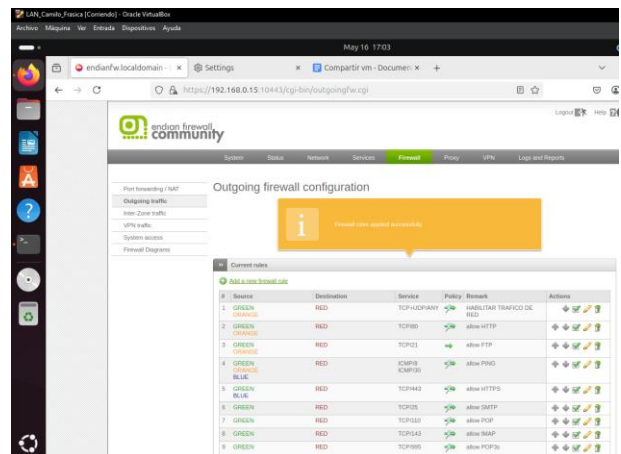 LAN_Camilo_Frasica [Corriendo] - Oracle VirtualBox
Archivo Máquina Ver Entrada Dispositivos Ayuda
May 16 17:03
endianfw.localdomain - Settings Compartir vm - Documen
https://192.168.0.15:10443/cgi-bin/outgoingfw.cgi
Logout Help
endian firewall
community
System Status Network Services Firewall Proxy VPN Logs and Reports
Port forwarding / NAT
Outgoing traffic
Inter-Zone traffic
VPN traffic
System access
Firewall Diagrams
Outgoing firewall configuration
Firewall rules applied successfully
Current rules
Add a new firewall rule
# Source Destination Service Policy Remark Actions
1 GREEN ORANGE RED TCP+UDP/ANY HABILITAR TRAFICO DE RED
2 GREEN ORANGE RED TCP/80 allow HTTP
3 GREEN ORANGE RED TCP/21 allow FTP
4 GREEN ORANGE BLUE RED ICMP/8 ICMP/30 allow PING
5 GREEN BLUE RED TCP/443 allow HTTPS
6 GREEN RED TCP/25 allow SMTP
7 GREEN RED TCP/110 allow POP
8 GREEN RED TCP/143 allow IMAP
9 GREEN RED TCP/995 allow POP3s